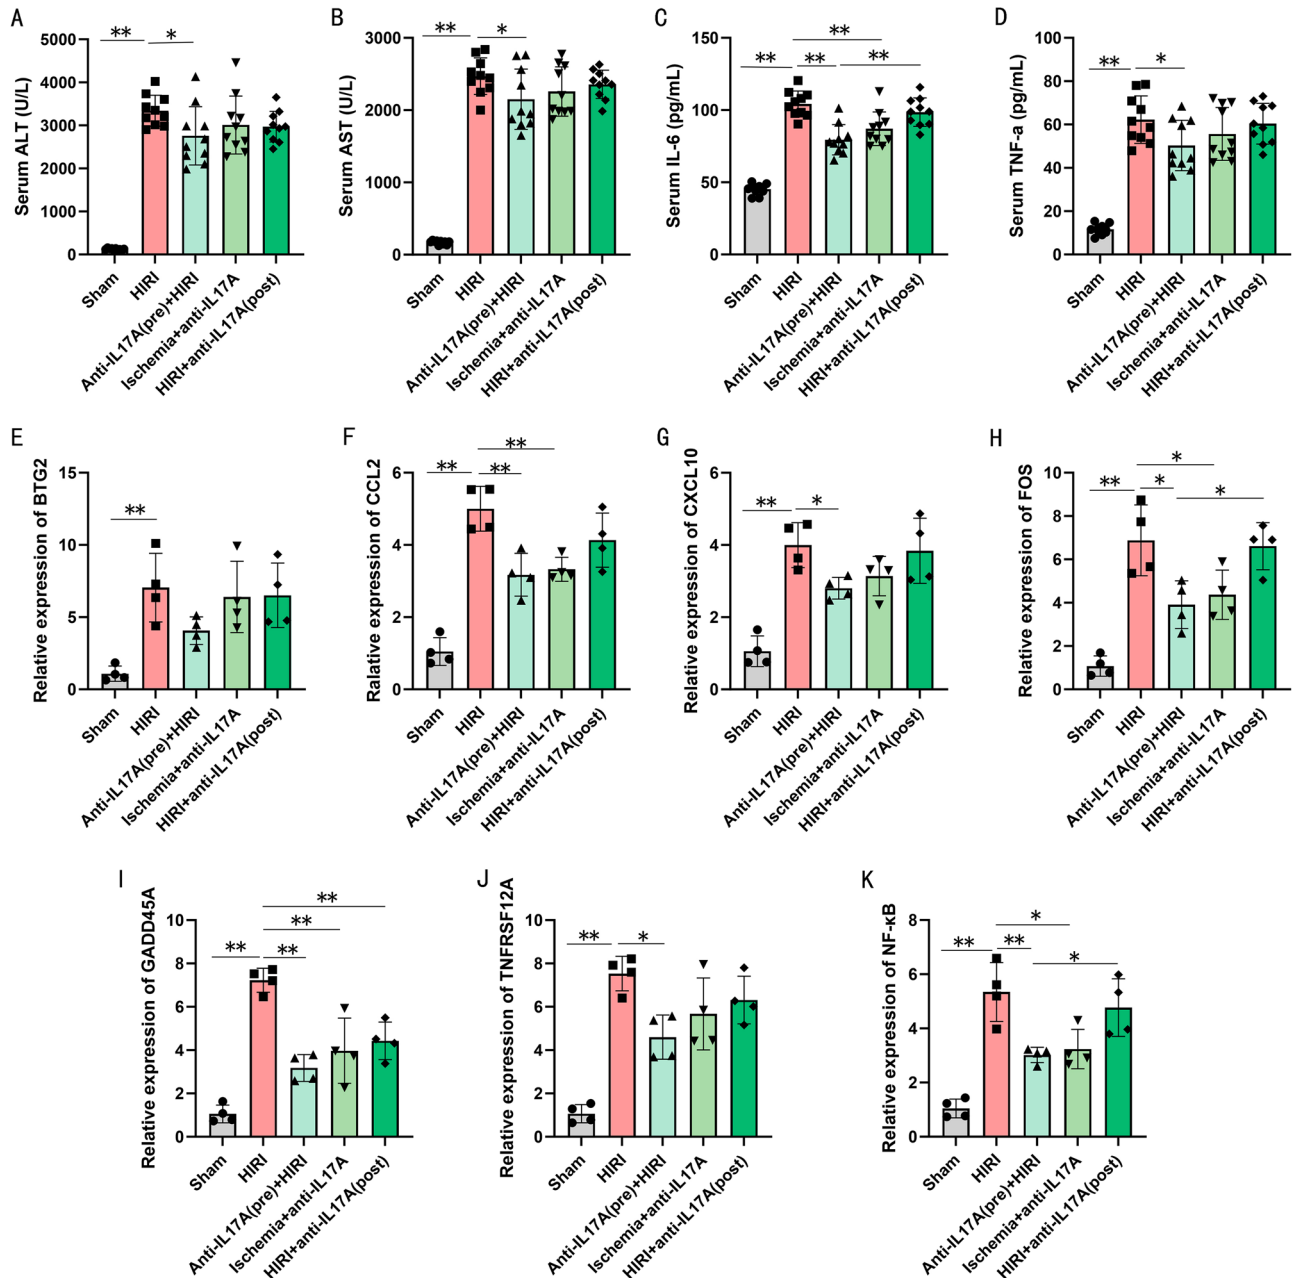 A
Serum ALT (U/L)
5000
4000
3000
2000
1000
0
**
*
Sham
HIRI
Anti-IL17A(pre)+HIRI
Ischemia+anti-IL17A
HIRI+anti-IL17A(post)
B
Serum AST (U/L)
3000
2000
1000
0
**
*
Sham
HIRI
Anti-IL17A(pre)+HIRI
Ischemia+anti-IL17A
HIRI+anti-IL17A(post)
C
Serum IL-6 (pg/mL)
150
100
50
0
**
**
**
**
Sham
HIRI
Anti-IL17A(pre)+HIRI
Ischemia+anti-IL17A
HIRI+anti-IL17A(post)
D
Serum TNF-a (pg/mL)
100
80
60
40
20
0
**
*
Sham
HIRI
Anti-IL17A(pre)+HIRI
Ischemia+anti-IL17A
HIRI+anti-IL17A(post)
E
Relative expression of BTG2
15
10
5
0
**
Sham
HIRI
Anti-IL17A(pre)+HIRI
Ischemia+anti-IL17A
HIRI+anti-IL17A(post)
F
Relative expression of CCL2
6
4
2
0
**
**
**
Sham
HIRI
Anti-IL17A(pre)+HIRI
Ischemia+anti-IL17A
HIRI+anti-IL17A(post)
G
Relative expression of CXCL10
6
4
2
0
**
*
Sham
HIRI
Anti-IL17A(pre)+HIRI
Ischemia+anti-IL17A
HIRI+anti-IL17A(post)
H
Relative expression of FOS
10
8
6
4
2
0
*
**
*
*
Sham
HIRI
Anti-IL17A(pre)+HIRI
Ischemia+anti-IL17A
HIRI+anti-IL17A(post)
I
Relative expression of GADD45A
10
8
6
4
2
0
**
**
**
**
Sham
HIRI
Anti-IL17A(pre)+HIRI
Ischemia+anti-IL17A
HIRI+anti-IL17A(post)
J
Relative expression of TNFRSF12A
10
8
6
4
2
0
**
*
Sham
HIRI
Anti-IL17A(pre)+HIRI
Ischemia+anti-IL17A
HIRI+anti-IL17A(post)
K
Relative expression of NF-κB
8
6
4
2
0
*
**
**
*
Sham
HIRI
Anti-IL17A(pre)+HIRI
Ischemia+anti-IL17A
HIRI+anti-IL17A(post)